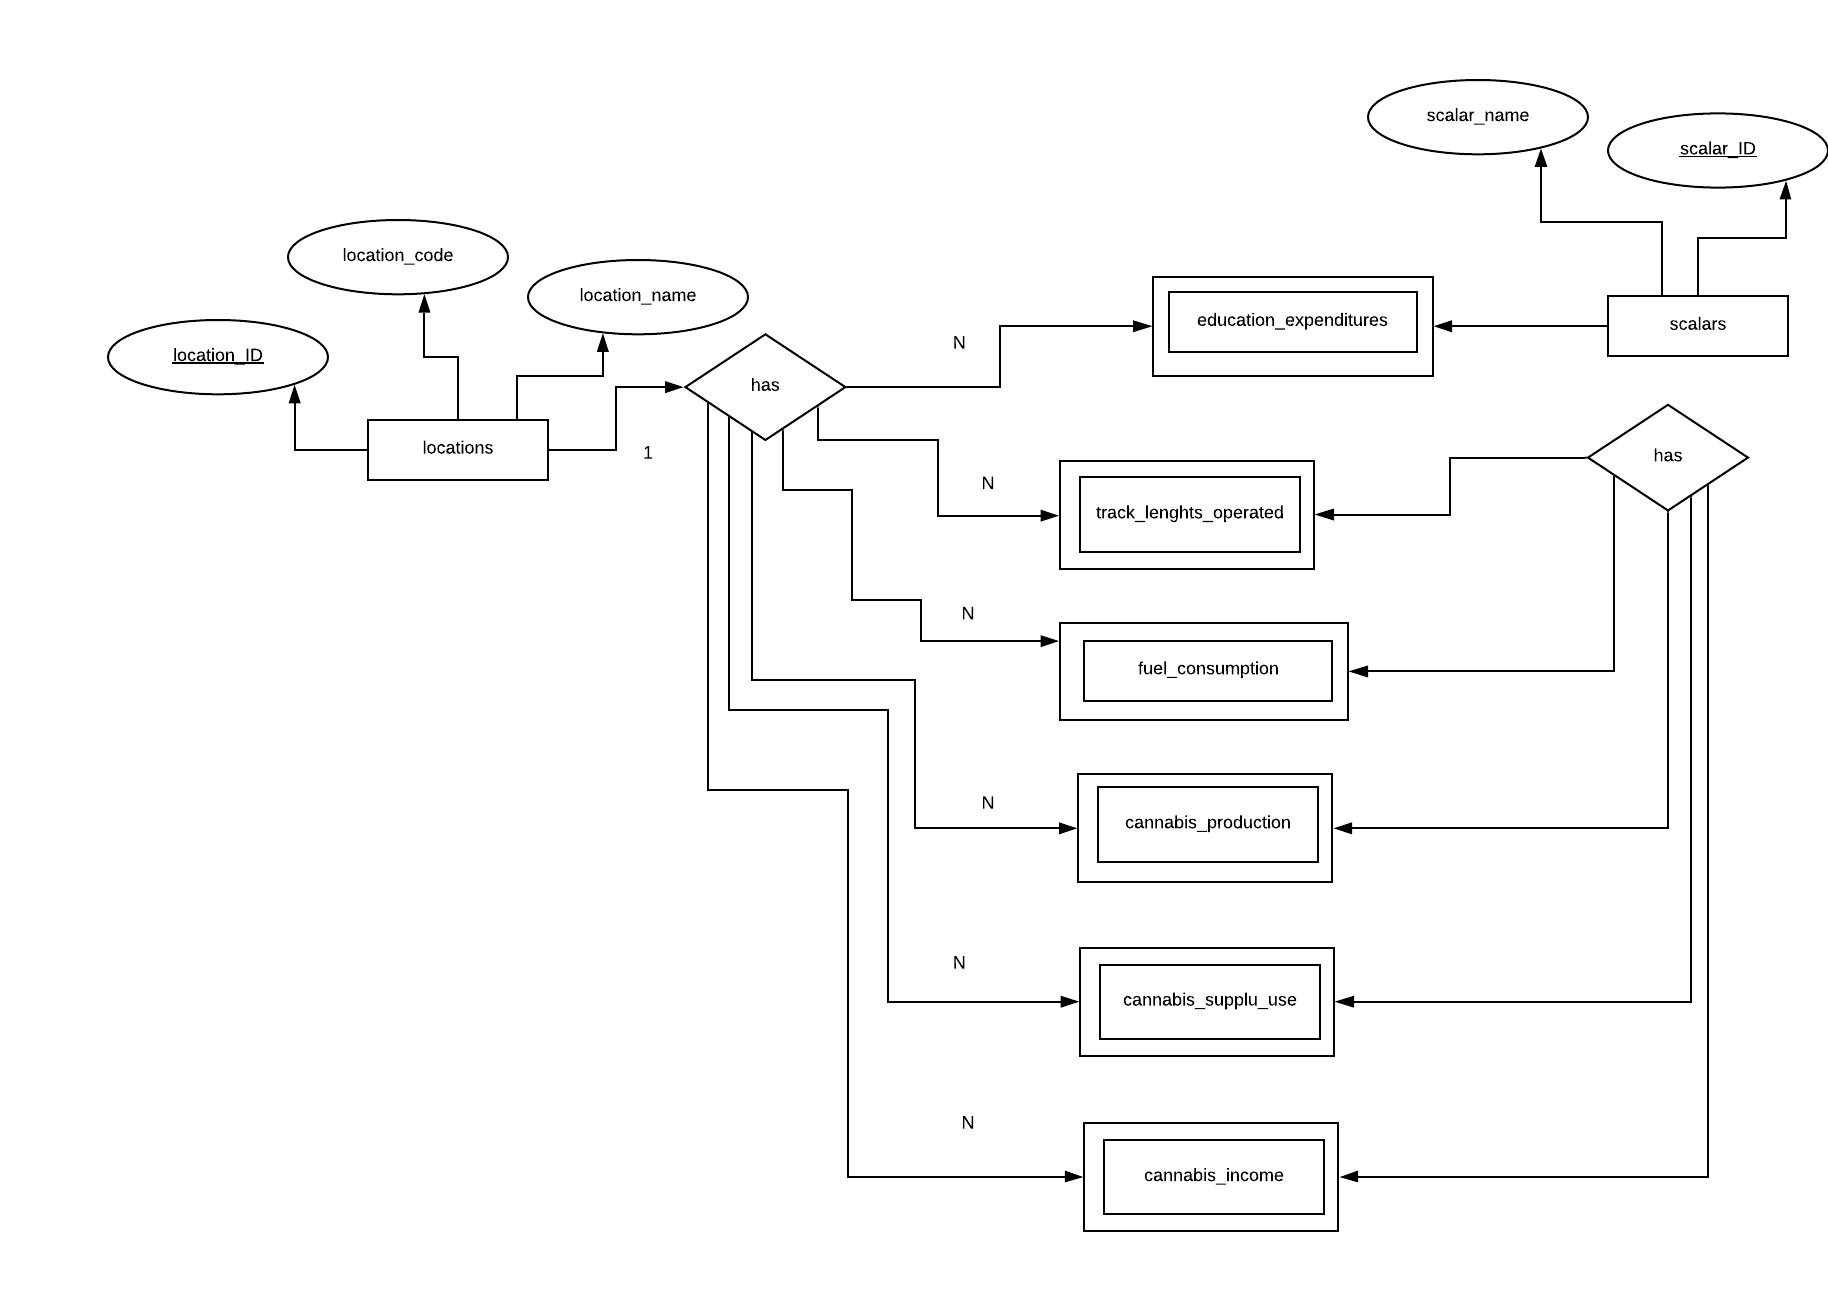 scalar_name
scalar_ID
location_code
location_name
location_ID
locations
1
has
N
education_expenditures
scalars
N
track_lenghts_operated
has
N
fuel_consumption
N
cannabis_production
N
cannabis_supplu_use
N
cannabis_income